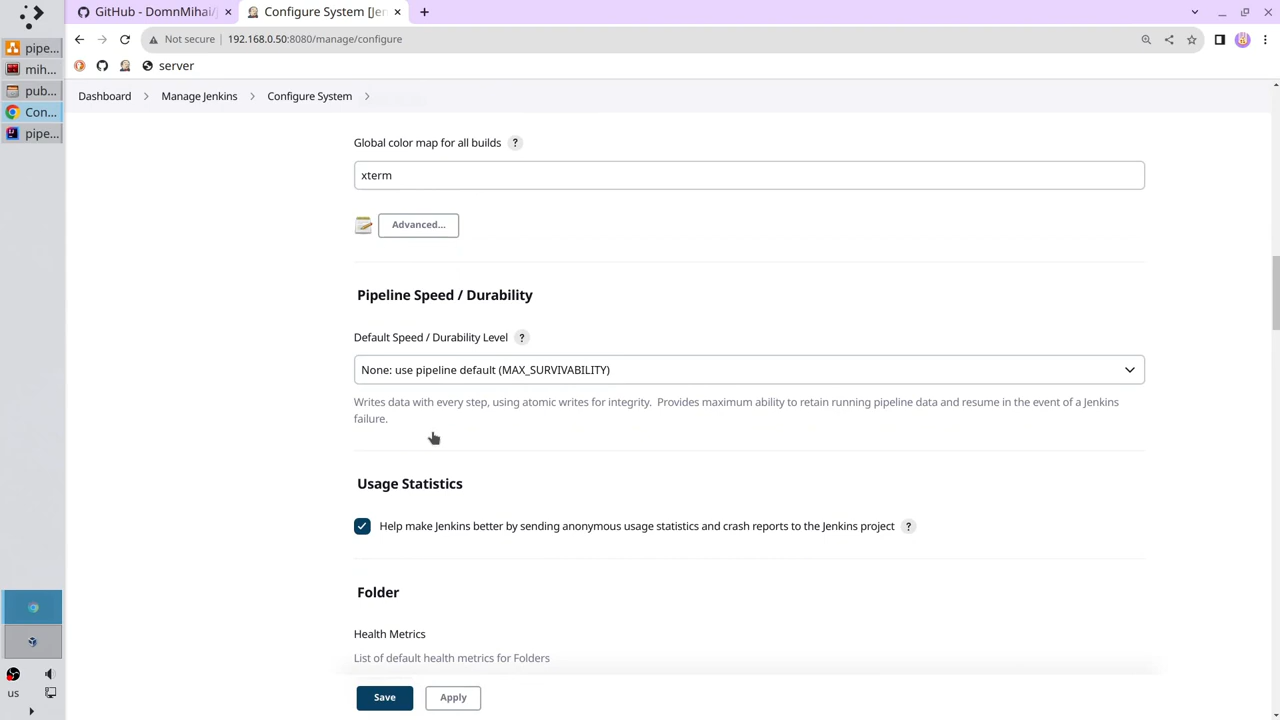 GitHub - DomnMihai/
Configure System [Jen
Not secure
192.168.0.50:8080/manage/configure
server
Dashboard
Manage Jenkins
Configure System
pipe...
mih...
pub...
Con...
pipe...
us
Global color map for all builds ?
xterm
Advanced...
Pipeline Speed / Durability
Default Speed / Durability Level ?
None: use pipeline default (MAX_SURVIVABILITY)
Writes data with every step, using atomic writes for integrity.  Provides maximum ability to retain running pipeline data and resume in the event of a Jenkins
failure.
Usage Statistics
Help make Jenkins better by sending anonymous usage statistics and crash reports to the Jenkins project ?
Folder
Health Metrics
List of default health metrics for Folders
Save
Apply